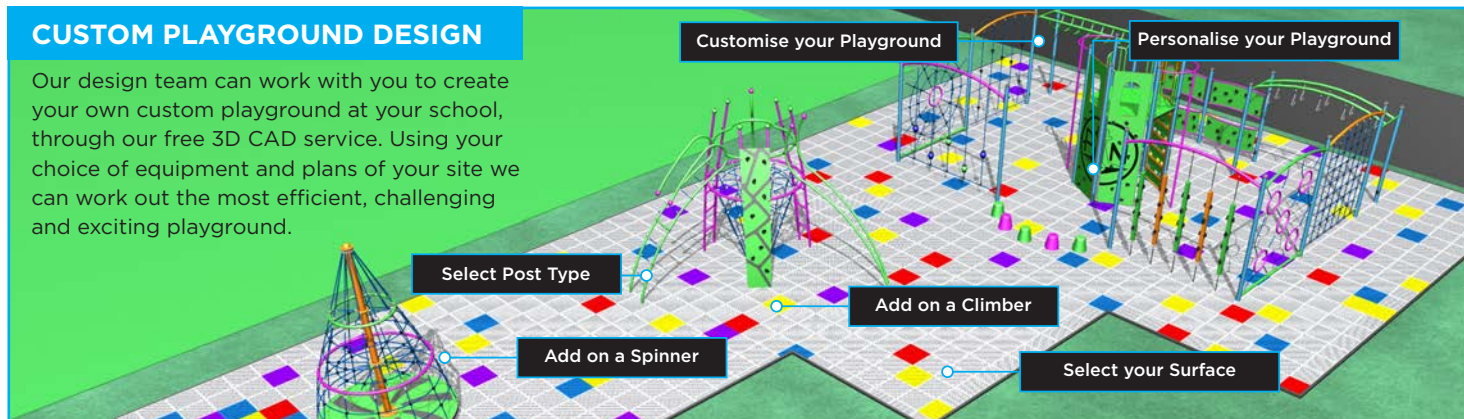 CUSTOM PLAYGROUND DESIGN
Our design team can work with you to create
your own custom playground at your school,
through our free 3D CAD service. Using your
choice of equipment and plans of your site we
can work out the most efficient, challenging
and exciting playground.
Customise your Playground
Personalise your Playground
Select Post Type
Add on a Climber
Add on a Spinner
Select your Surface